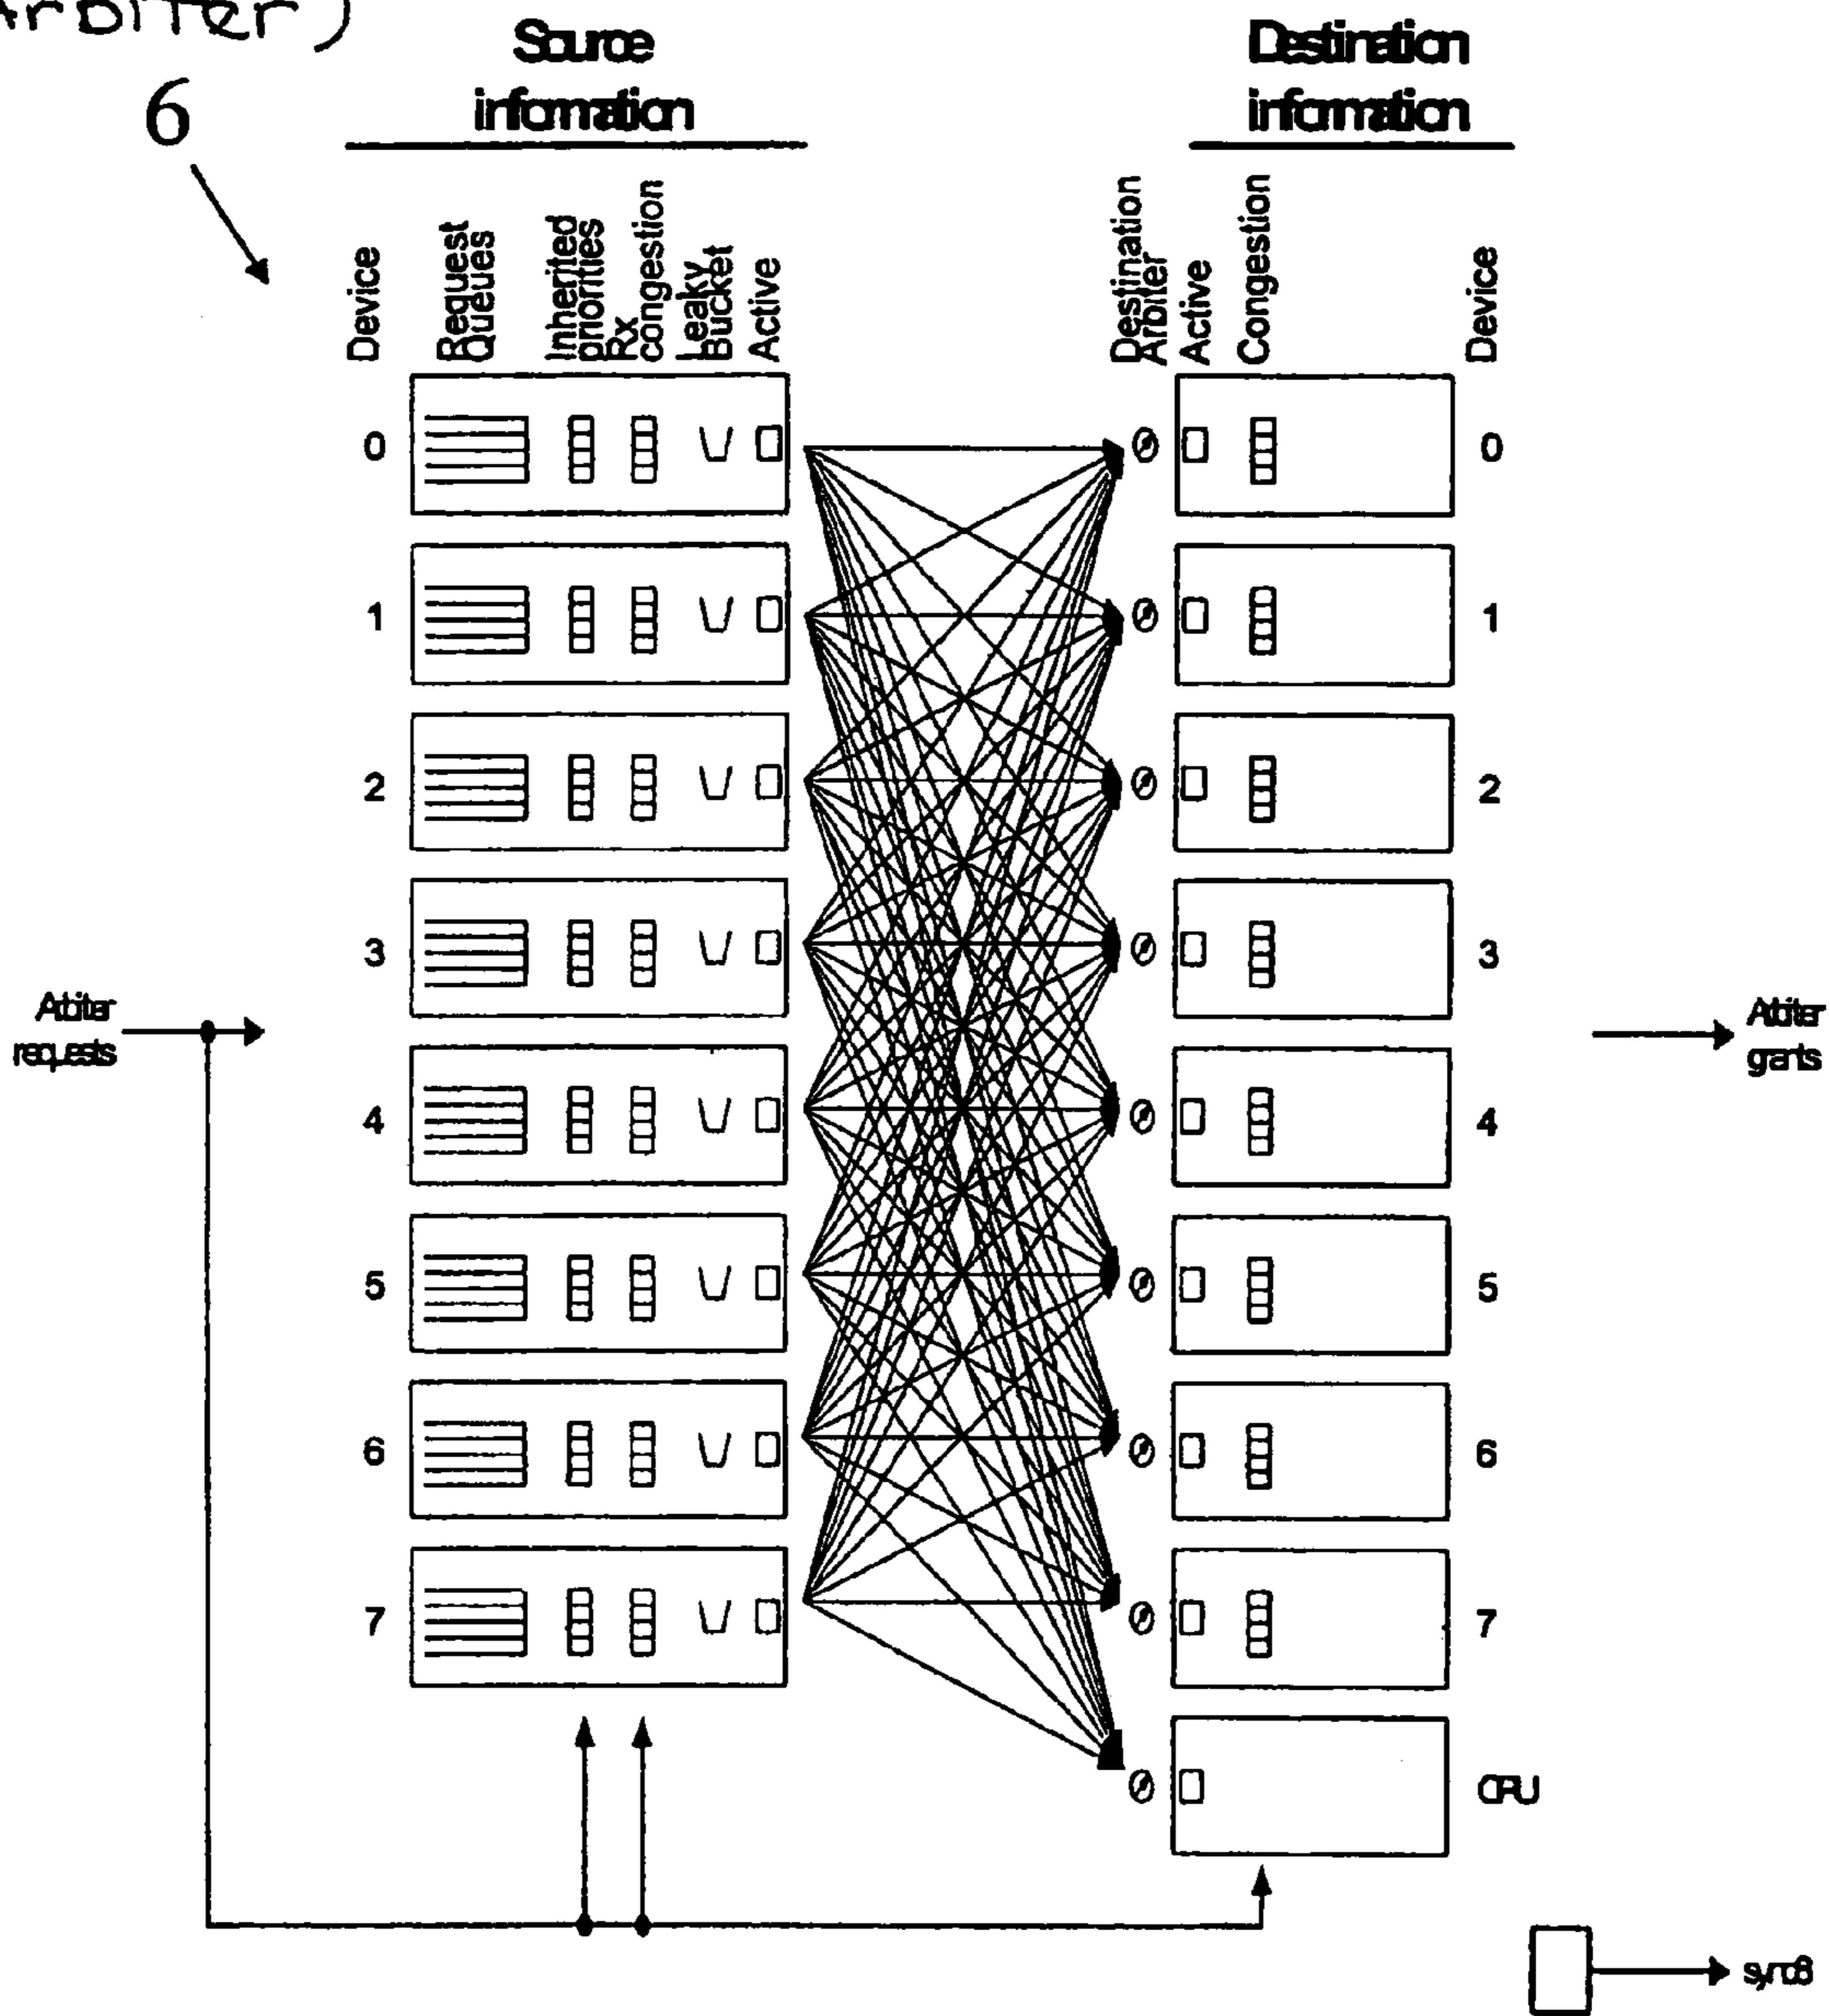 Arbiter)
6
Source
information
Destination
information
Device
Request
Queues
Inherited
priorities
Rx
congestion
Leaky
Bucket
Active
Destination
Arbiter
Active
Congestion
Device
0
0
1
1
2
2
3
3
Arbiter
requests
Arbiter
grants
4
4
5
5
6
6
7
7
CPU
sync8